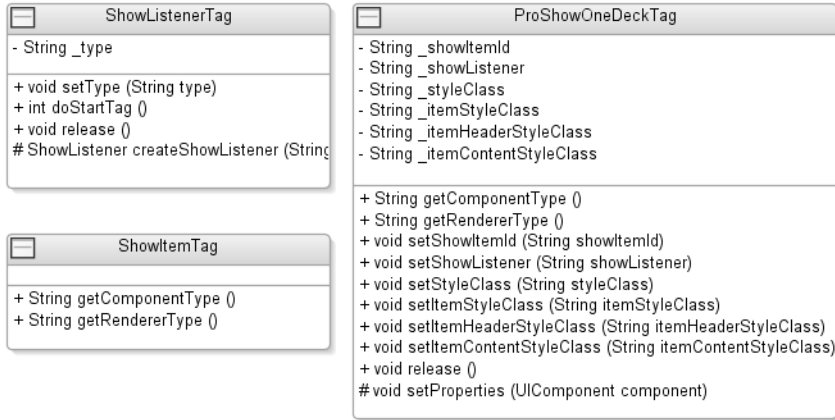 ShowListenerTag
- String _type
+ void setType (String type)
+ int doStartTag ()
+ void release ()
# ShowListener createShowListener (String
ShowItemTag
+ String getComponentType ()
+ String getRendererType ()
ProShowOneDeckTag
- String _showItemId
- String _showListener
- String _styleClass
- String _itemStyleClass
- String _itemHeaderStyleClass
- String _itemContentStyleClass
+ String getComponentType ()
+ String getRendererType ()
+ void setShowItemId (String showItemId)
+ void setShowListener (String showListener)
+ void setStyleClass (String styleClass)
+ void setItemStyleClass (String itemStyleClass)
+ void setItemHeaderStyleClass (String itemHeaderStyleClass)
+ void setItemContentStyleClass (String itemContentStyleClass)
+ void release ()
# void setProperties (UIComponent component)